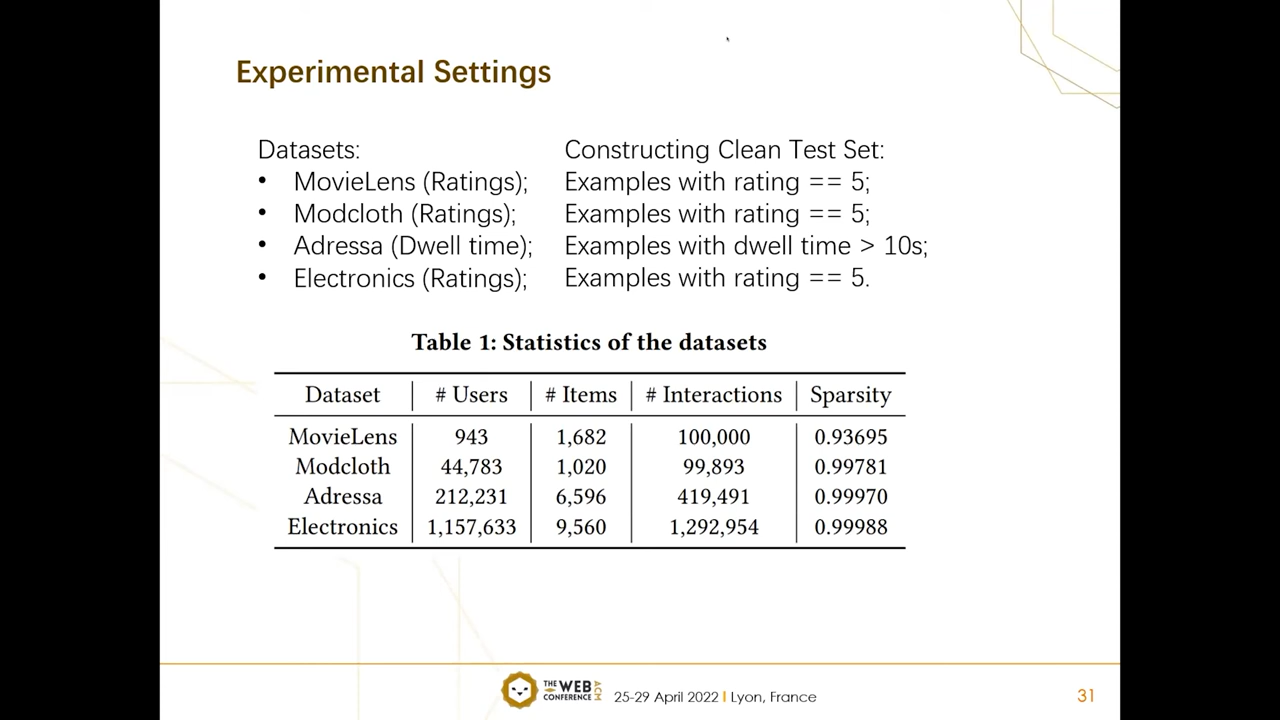 Experimental Settings
Datasets:
• MovieLens (Ratings);
• Modcloth (Ratings);
• Adressa (Dwell time);
• Electronics (Ratings);
Constructing Clean Test Set:
Examples with rating == 5;
Examples with rating == 5;
Examples with dwell time > 10s;
Examples with rating == 5.
Table 1: Statistics of the datasets
Dataset # Users # Items # Interactions Sparsity
MovieLens 943 1,682 100,000 0.93695
Modcloth 44,783 1,020 99,893 0.99781
Adressa 212,231 6,596 419,491 0.99970
Electronics 1,157,633 9,560 1,292,954 0.99988
THE WEB CONFERENCE ACM
25-29 April 2022 I Lyon, France
31